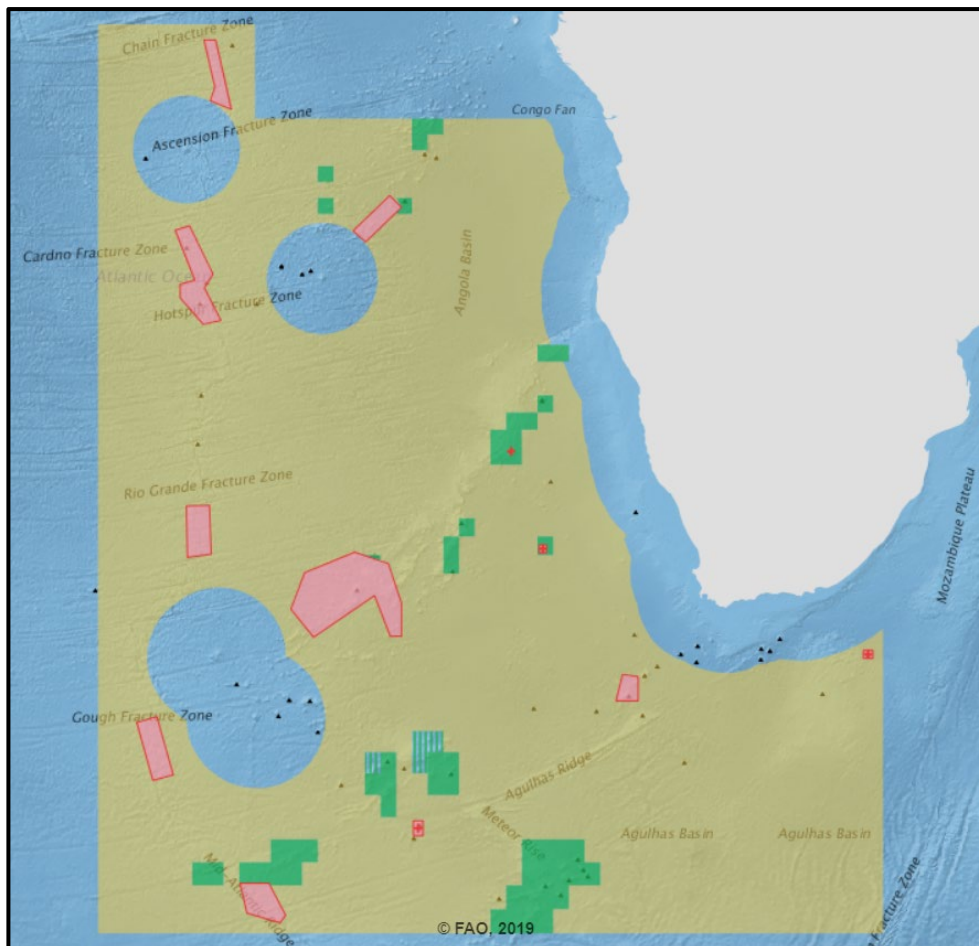 Chain Fracture Zone
Congo Fan
Ascension Fracture Zone
Cardno Fracture Zone
Atlantic Ocean
Angola Basin
Hotspur Fracture Zone
Rio Grande Fracture Zone
Mozambique Plateau
Gough Fracture Zone
Agulhas Ridge
Meteor Rise
Agulhas Basin
Agulhas Basin
Mid-Atlantic Ridge
Fracture Zone
© FAO, 2019